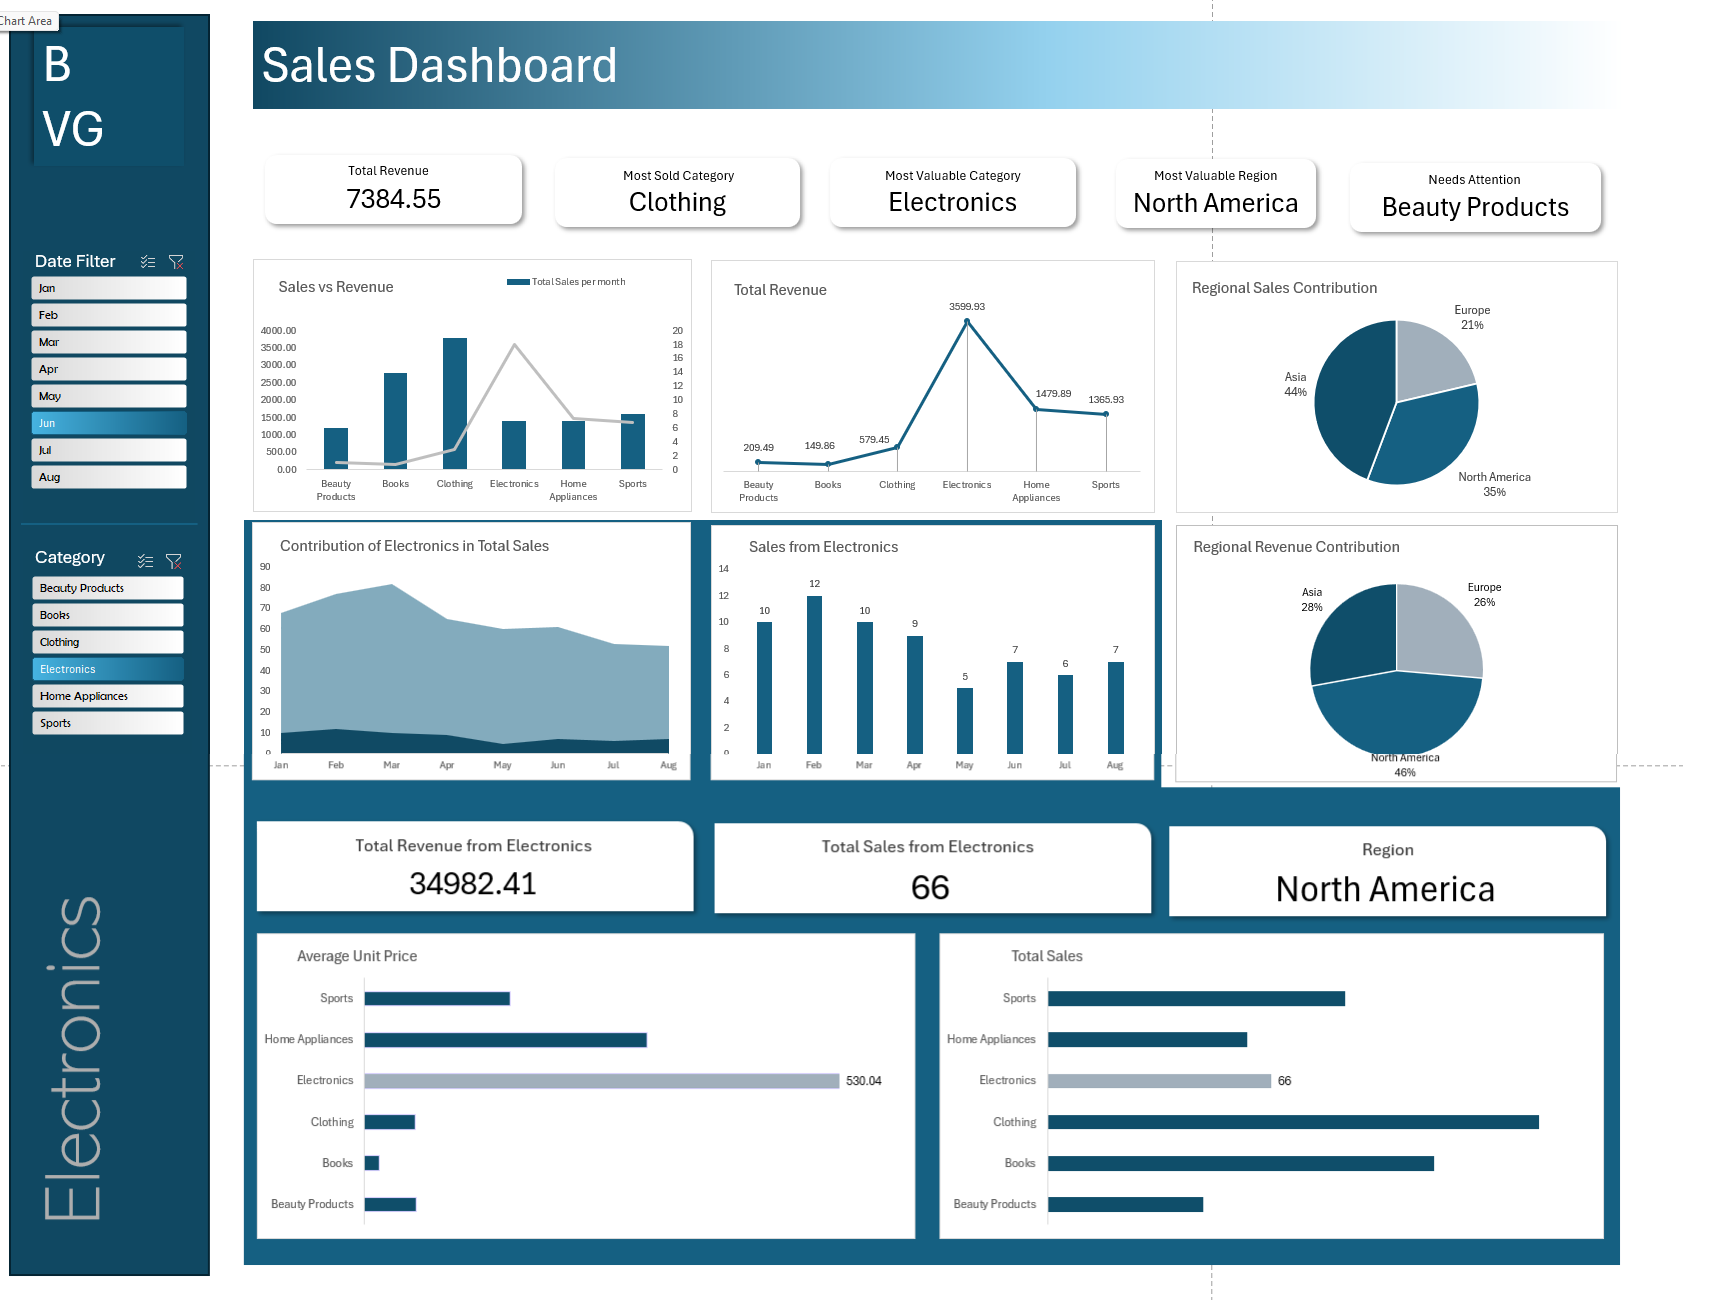 Chart Area
B
VG
Sales Dashboard
Total Revenue
7384.55
Most Sold Category
Clothing
Most Valuable Category
Electronics
Most Valuable Region
North America
Needs Attention
Beauty Products
Date Filter
Jan
Feb
Mar
Apr
May
Jun
Jul
Aug
Category
Beauty Products
Books
Clothing
Electronics
Home Appliances
Sports
Electronics
Sales vs Revenue
Total Sales per month
4000.00
3500.00
3000.00
2500.00
2000.00
1500.00
1000.00
500.00
0.00
20
18
16
14
12
10
8
6
4
2
0
Beauty Products
Books
Clothing
Electronics
Home Appliances
Sports
Total Revenue
209.49
149.86
579.45
3599.93
1479.89
1365.93
Beauty Products
Books
Clothing
Electronics
Home Appliances
Sports
Regional Sales Contribution
Europe
21%
Asia
44%
North America
35%
Contribution of Electronics in Total Sales
90
80
70
60
50
40
30
20
10
0
Jan
Feb
Mar
Apr
May
Jun
Jul
Aug
Sales from Electronics
14
12
10
8
6
4
2
0
10
12
10
9
5
7
6
7
Jan
Feb
Mar
Apr
May
Jun
Jul
Aug
Regional Revenue Contribution
Asia
28%
Europe
26%
North America
46%
Total Revenue from Electronics
34982.41
Total Sales from Electronics
66
Region
North America
Average Unit Price
Sports
Home Appliances
Electronics
530.04
Clothing
Books
Beauty Products
Total Sales
Sports
Home Appliances
Electronics
66
Clothing
Books
Beauty Products